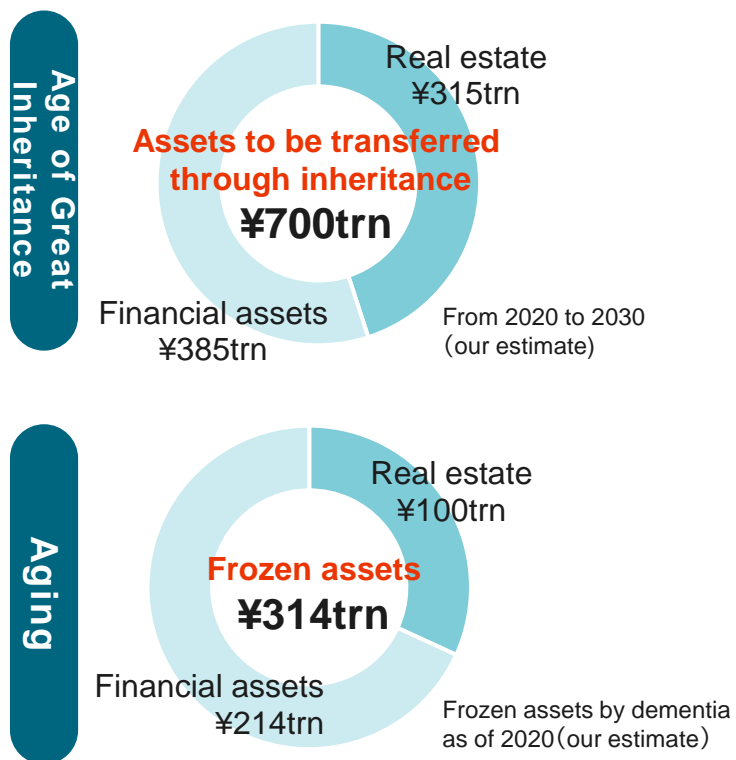 Age of Great
Inheritance
Real estate
¥315trn
Assets to be transferred
through inheritance
¥700trn
Financial assets
¥385trn
From 2020 to 2030
（our estimate)
Aging
Real estate
¥100trn
Frozen assets
¥314trn
Financial assets
¥214trn
Frozen assets by dementia
as of 2020（our estimate）